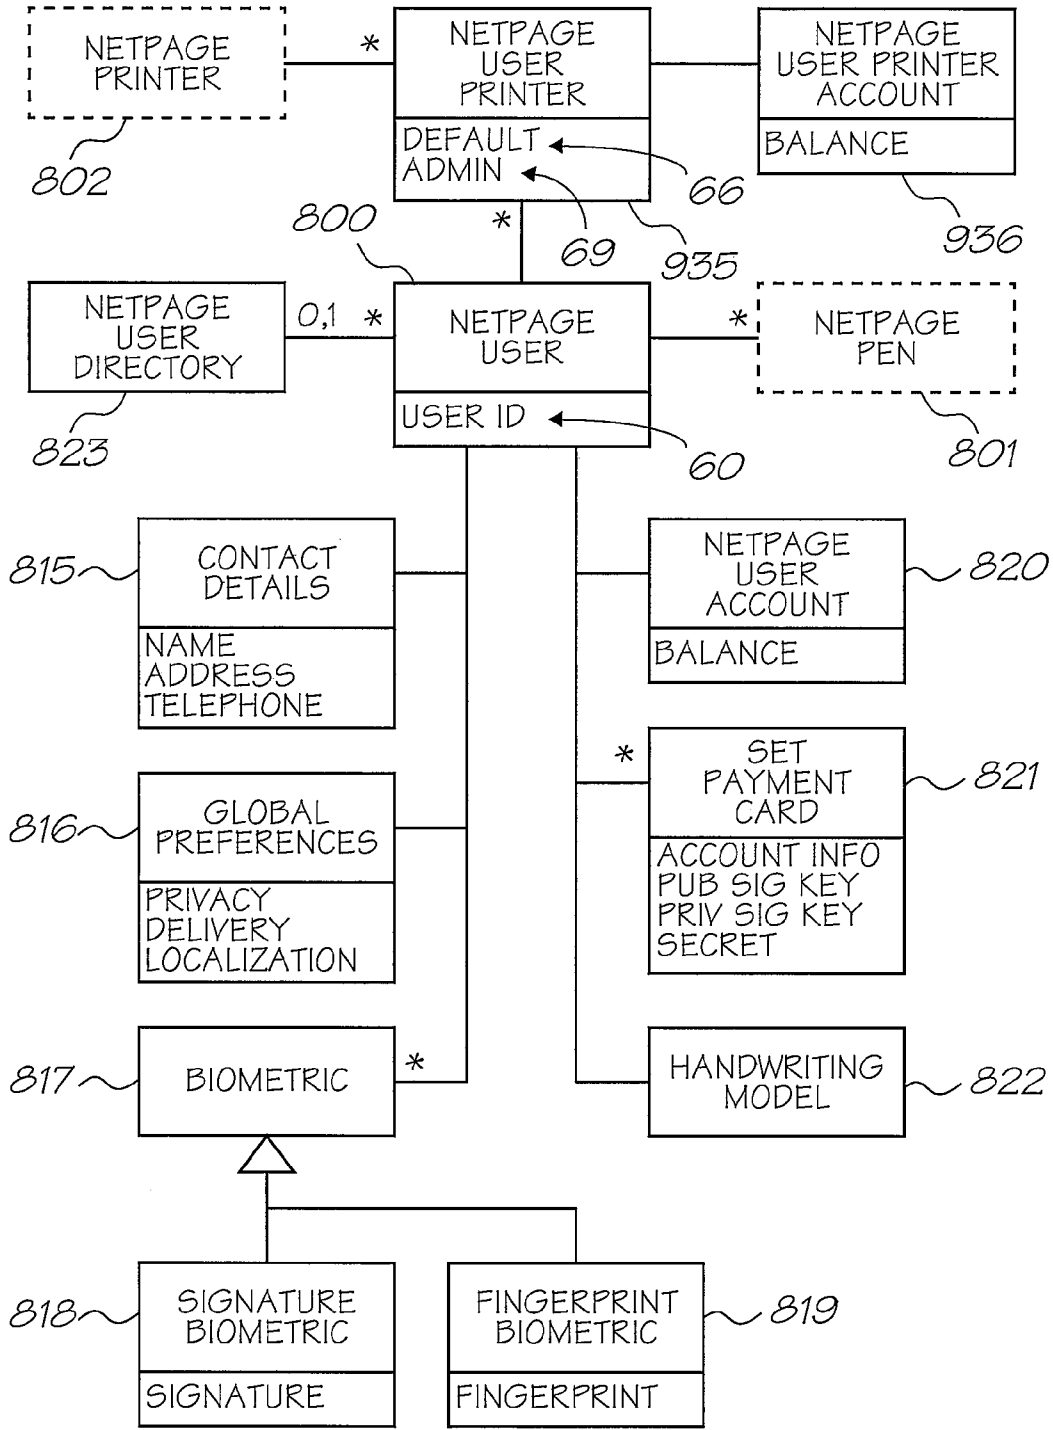 NETPAGE
PRINTER
802
*
NETPAGE
USER
PRINTER
DEFAULT
ADMIN
66
69
935
*
NETPAGE
USER PRINTER
ACCOUNT
BALANCE
936
800
NETPAGE
USER
DIRECTORY
823
0,1 *
NETPAGE
USER
USER ID
60
*
NETPAGE
PEN
801
815
CONTACT
DETAILS
NAME
ADDRESS
TELEPHONE
NETPAGE
USER
ACCOUNT
BALANCE
820
816
GLOBAL
PREFERENCES
PRIVACY
DELIVERY
LOCALIZATION
*
SET
PAYMENT
CARD
ACCOUNT INFO
PUB SIG KEY
PRIV SIG KEY
SECRET
821
817
BIOMETRIC
*
HANDWRITING
MODEL
822
818
SIGNATURE
BIOMETRIC
SIGNATURE
FINGERPRINT
BIOMETRIC
FINGERPRINT
819